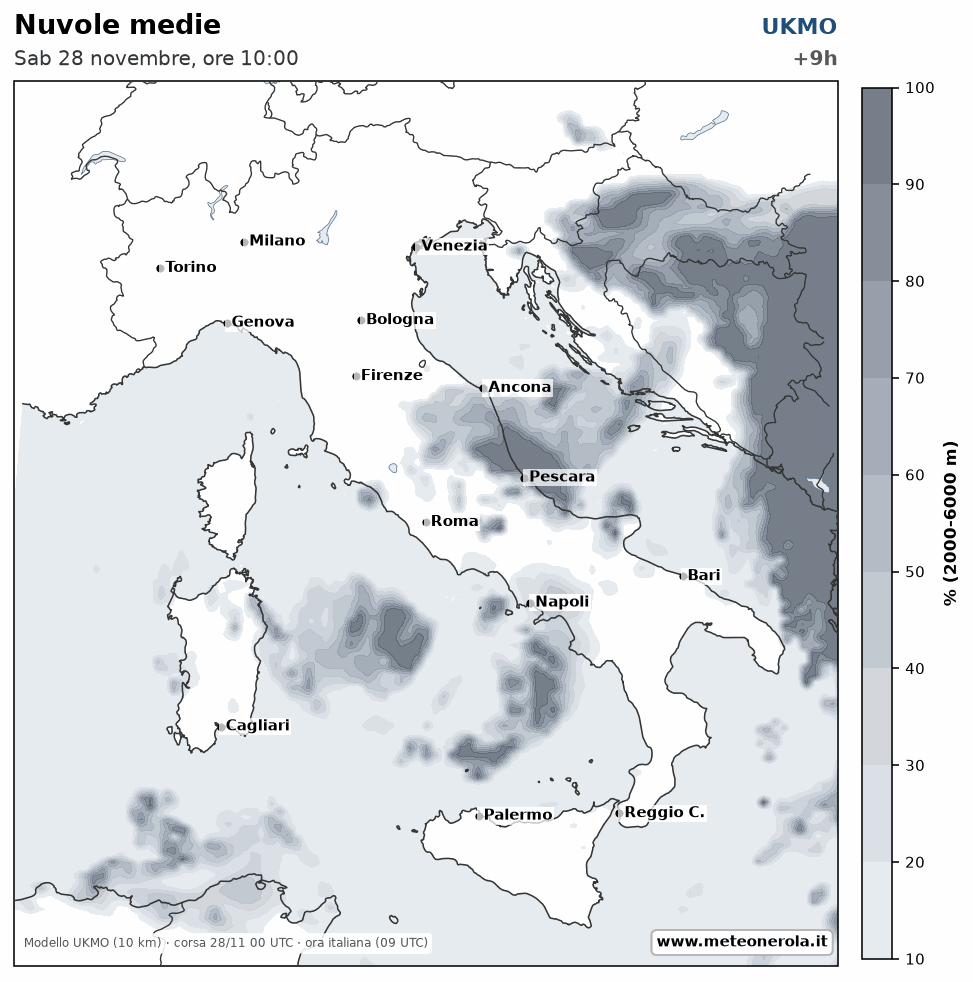 Nuvole medie
UKMO
Sab 28 novembre, ore 10:00
+9h
100
90
80
70
60
50
40
30
20
10
% (2000-6000 m)
Milano
Venezia
Torino
Genova
Bologna
Firenze
Ancona
Pescara
Roma
Bari
Napoli
Cagliari
Palermo
Reggio C.
Modello UKMO (10 km) · corsa 28/11 00 UTC · ora italiana (09 UTC)
www.meteonerola.it